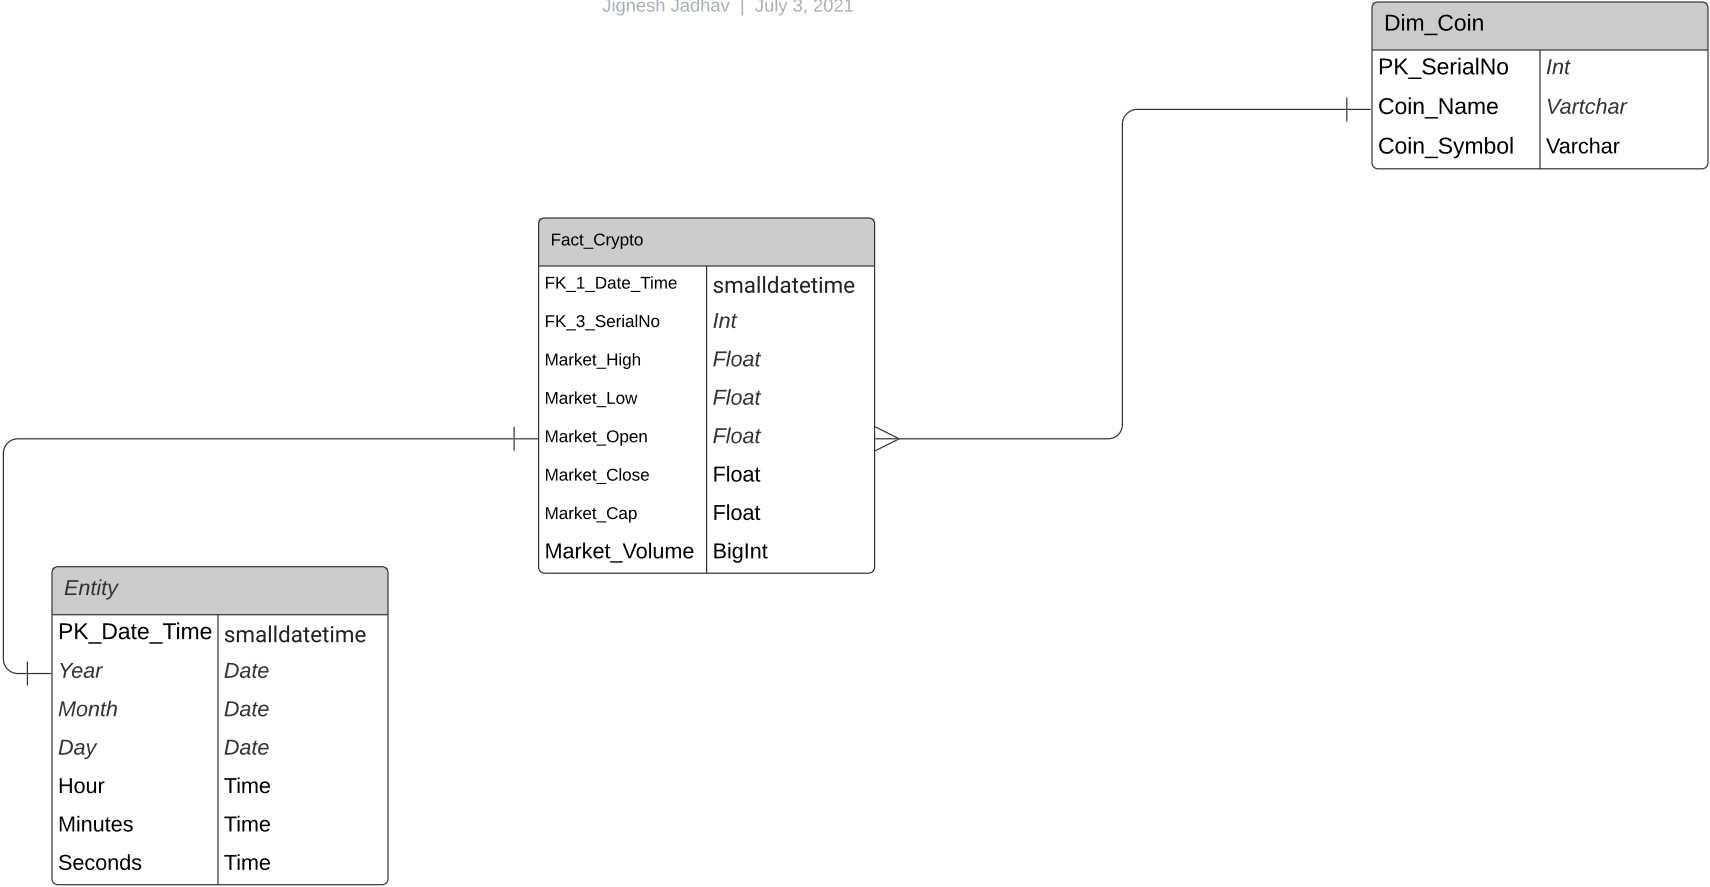 Jignesh Jadhav | July 3, 2021
Dim_Coin
PK_SerialNo Int
Coin_Name Vartchar
Coin_Symbol Varchar
Fact_Crypto
FK_1_Date_Time smalldatetime
FK_3_SerialNo Int
Market_High Float
Market_Low Float
Market_Open Float
Market_Close Float
Market_Cap Float
Market_Volume BigInt
Entity
PK_Date_Time smalldatetime
Year Date
Month Date
Day Date
Hour Time
Minutes Time
Seconds Time